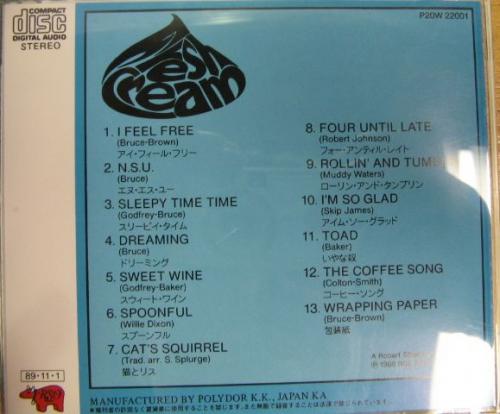 COMPACT
disc
DIGITAL AUDIO
STEREO
P20W 22001
Fresh
Cream
1. I FEEL FREE
(Bruce-Brown)
アイ・フィール・フリー
2. N.S.U.
(Bruce)
エヌ・エス・ユー
3. SLEEPY TIME TIME
(Godfrey-Bruce)
スリーピィ・タイム
4. DREAMING
(Bruce)
ドリーミング
5. SWEET WINE
(Godfrey-Baker)
スウィート・ワイン
6. SPOONFUL
(Willie Dixon)
スプーンフル
7. CAT'S SQUIRREL
(Trad. arr. S. Splurge)
猫とリス
8. FOUR UNTIL LATE
(Robert Johnson)
フォー・アンティル・レイト
9. ROLLIN' AND TUMB
(Muddy Waters)
ローリン・アンド・タンブリン
10. I'M SO GLAD
(Skip James)
アイム・ソー・グラッド
11. TOAD
(Baker)
いやな奴
12. THE COFFEE SONG
(Colton-Smith)
コーヒー・ソング
13. WRAPPING PAPER
(Bruce-Brown)
包装紙
A Robert
℗ 1966
89・11・1
RSO
MANUFACTURED BY POLYDOR K.K., JAPAN KA